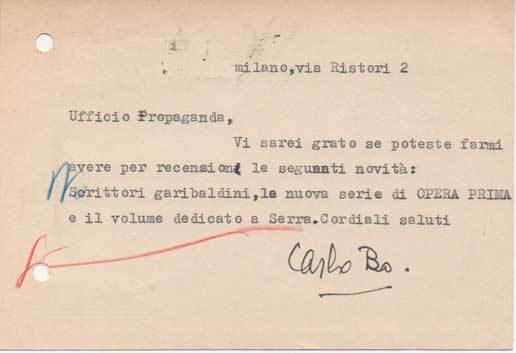 milano,via Ristori 2
Ufficio Propaganda,
Vi sarei grato se poteste farmi
avere per recensioni le seguenti novità:
Scrittori garibaldini,la nuova serie di OPERA PRIMA
e il volume dedicato a Serra.Cordiali saluti
Carlo Bo.